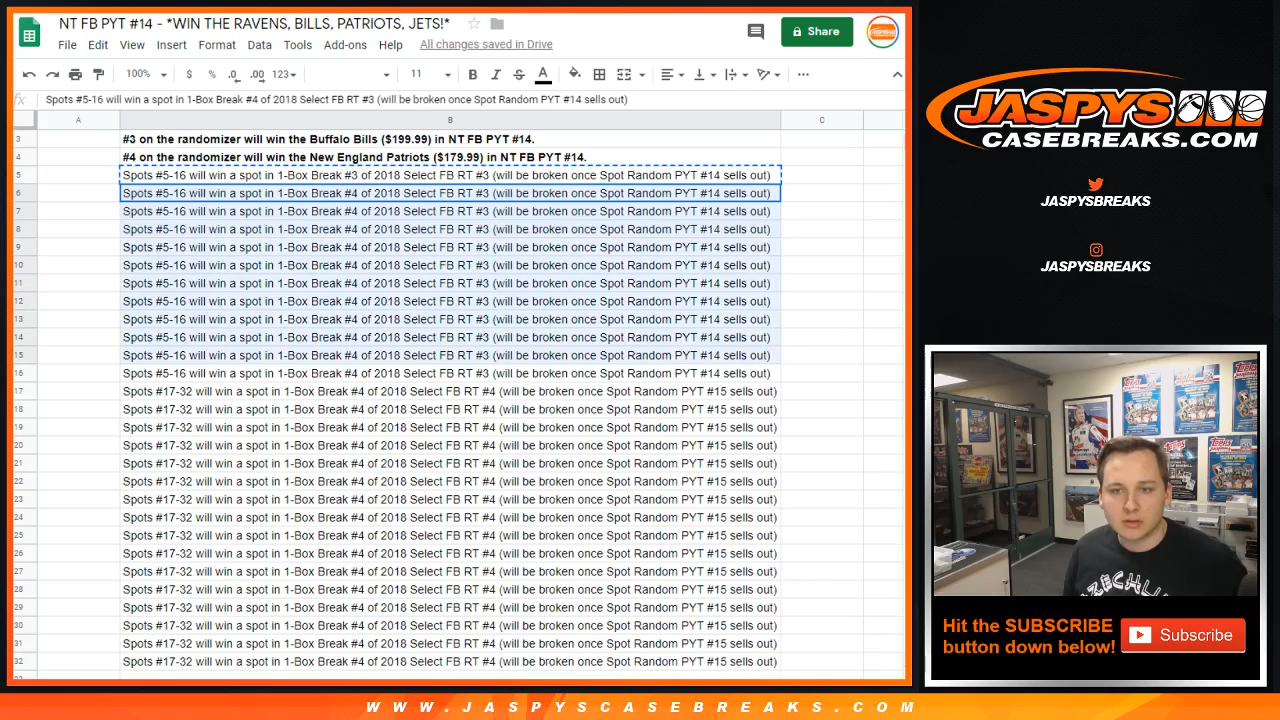 NT FB PYT #14 - *WIN THE RAVENS, BILLS, PATRIOTS, JETS!*
File Edit View Insert Format Data Tools Add-ons Help All changes saved in Drive
Share
100% $ % .0 .00 123 11 B I S A
fx Spots #5-16 will win a spot in 1-Box Break #4 of 2018 Select FB RT #3 (will be broken once Spot Random PYT #14 sells out)
A B C
3 #3 on the randomizer will win the Buffalo Bills ($199.99) in NT FB PYT #14.
4 #4 on the randomizer will win the New England Patriots ($179.99) in NT FB PYT #14.
5 Spots #5-16 will win a spot in 1-Box Break #3 of 2018 Select FB RT #3 (will be broken once Spot Random PYT #14 sells out)
6 Spots #5-16 will win a spot in 1-Box Break #4 of 2018 Select FB RT #3 (will be broken once Spot Random PYT #14 sells out)
7 Spots #5-16 will win a spot in 1-Box Break #4 of 2018 Select FB RT #3 (will be broken once Spot Random PYT #14 sells out)
8 Spots #5-16 will win a spot in 1-Box Break #4 of 2018 Select FB RT #3 (will be broken once Spot Random PYT #14 sells out)
9 Spots #5-16 will win a spot in 1-Box Break #4 of 2018 Select FB RT #3 (will be broken once Spot Random PYT #14 sells out)
10 Spots #5-16 will win a spot in 1-Box Break #4 of 2018 Select FB RT #3 (will be broken once Spot Random PYT #14 sells out)
11 Spots #5-16 will win a spot in 1-Box Break #4 of 2018 Select FB RT #3 (will be broken once Spot Random PYT #14 sells out)
12 Spots #5-16 will win a spot in 1-Box Break #4 of 2018 Select FB RT #3 (will be broken once Spot Random PYT #14 sells out)
13 Spots #5-16 will win a spot in 1-Box Break #4 of 2018 Select FB RT #3 (will be broken once Spot Random PYT #14 sells out)
14 Spots #5-16 will win a spot in 1-Box Break #4 of 2018 Select FB RT #3 (will be broken once Spot Random PYT #14 sells out)
15 Spots #5-16 will win a spot in 1-Box Break #4 of 2018 Select FB RT #3 (will be broken once Spot Random PYT #14 sells out)
16 Spots #5-16 will win a spot in 1-Box Break #4 of 2018 Select FB RT #3 (will be broken once Spot Random PYT #14 sells out)
17 Spots #17-32 will win a spot in 1-Box Break #4 of 2018 Select FB RT #4 (will be broken once Spot Random PYT #15 sells out)
18 Spots #17-32 will win a spot in 1-Box Break #4 of 2018 Select FB RT #4 (will be broken once Spot Random PYT #15 sells out)
19 Spots #17-32 will win a spot in 1-Box Break #4 of 2018 Select FB RT #4 (will be broken once Spot Random PYT #15 sells out)
20 Spots #17-32 will win a spot in 1-Box Break #4 of 2018 Select FB RT #4 (will be broken once Spot Random PYT #15 sells out)
21 Spots #17-32 will win a spot in 1-Box Break #4 of 2018 Select FB RT #4 (will be broken once Spot Random PYT #15 sells out)
22 Spots #17-32 will win a spot in 1-Box Break #4 of 2018 Select FB RT #4 (will be broken once Spot Random PYT #15 sells out)
23 Spots #17-32 will win a spot in 1-Box Break #4 of 2018 Select FB RT #4 (will be broken once Spot Random PYT #15 sells out)
24 Spots #17-32 will win a spot in 1-Box Break #4 of 2018 Select FB RT #4 (will be broken once Spot Random PYT #15 sells out)
25 Spots #17-32 will win a spot in 1-Box Break #4 of 2018 Select FB RT #4 (will be broken once Spot Random PYT #15 sells out)
26 Spots #17-32 will win a spot in 1-Box Break #4 of 2018 Select FB RT #4 (will be broken once Spot Random PYT #15 sells out)
27 Spots #17-32 will win a spot in 1-Box Break #4 of 2018 Select FB RT #4 (will be broken once Spot Random PYT #15 sells out)
28 Spots #17-32 will win a spot in 1-Box Break #4 of 2018 Select FB RT #4 (will be broken once Spot Random PYT #15 sells out)
29 Spots #17-32 will win a spot in 1-Box Break #4 of 2018 Select FB RT #4 (will be broken once Spot Random PYT #15 sells out)
30 Spots #17-32 will win a spot in 1-Box Break #4 of 2018 Select FB RT #4 (will be broken once Spot Random PYT #15 sells out)
31 Spots #17-32 will win a spot in 1-Box Break #4 of 2018 Select FB RT #4 (will be broken once Spot Random PYT #15 sells out)
32 Spots #17-32 will win a spot in 1-Box Break #4 of 2018 Select FB RT #4 (will be broken once Spot Random PYT #15 sells out)
JASPYS
CASEBREAKS.COM
JASPYSBREAKS
JASPYSBREAKS
Topps
Hit the SUBSCRIBE
button down below!
Subscribe
WWW.JASPYSCASEBREAKS.COM